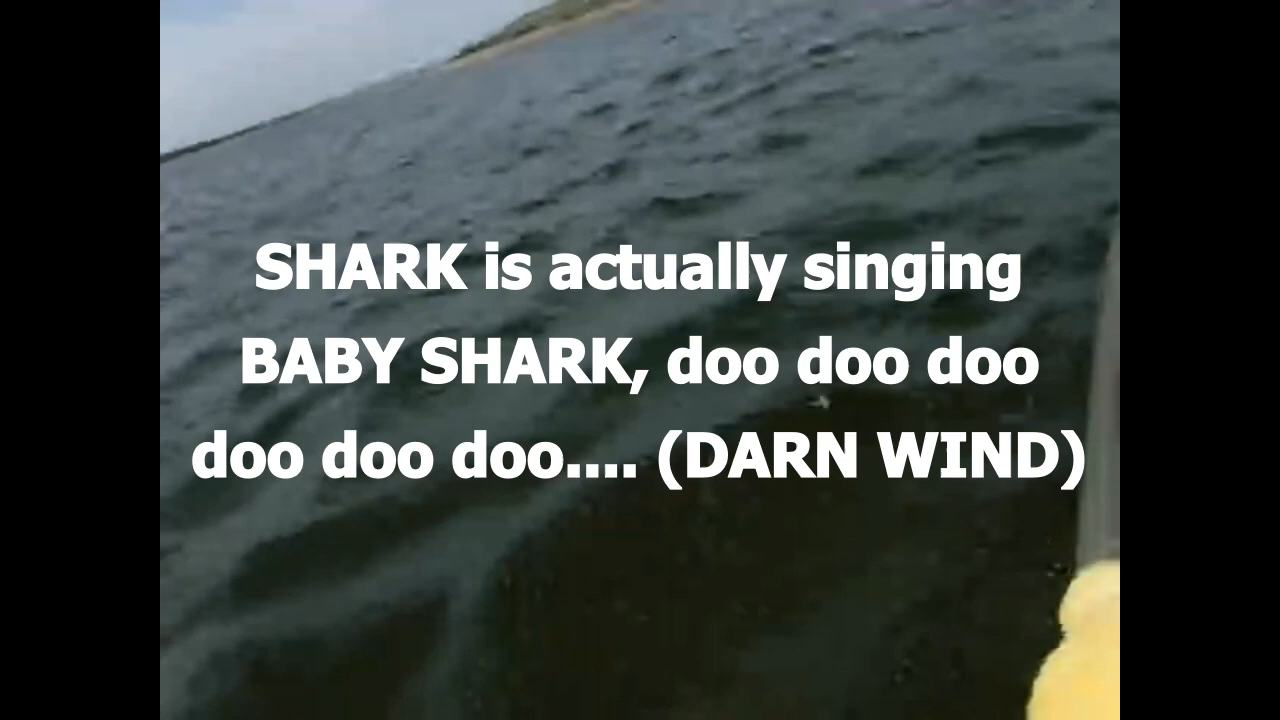 SHARK is actually singing
BABY SHARK, doo doo doo
doo doo doo.... (DARN WIND)